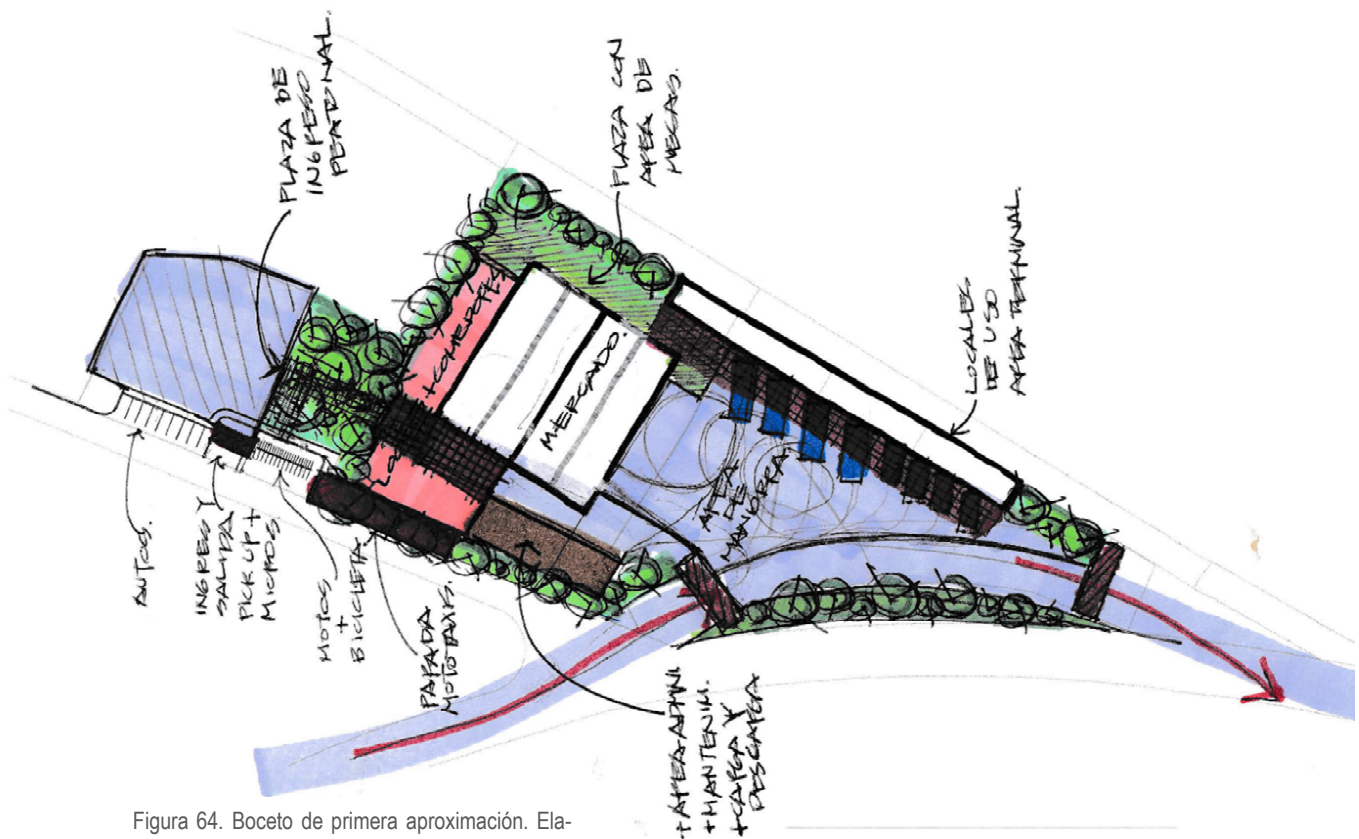 PLAZA DE
INGRESO
PEATONAL.
PLAZA CON
AREA DE
MESAS.
+COMEDORES
MERCADO.
AREA
DE
MANIOBRA
LOCALES
DE USO
AREA TERMINAL.
AUTOS.
INGRESO Y
SALIDA
PICK UP +
MICROS
MOTOS
+
BICICLETA
PARADA
MOTOTAXIS.
+AREA ADMIN
+MANTENIM.
+CARGA Y
DESCARGA
Figura 64. Boceto de primera aproximación. Ela-